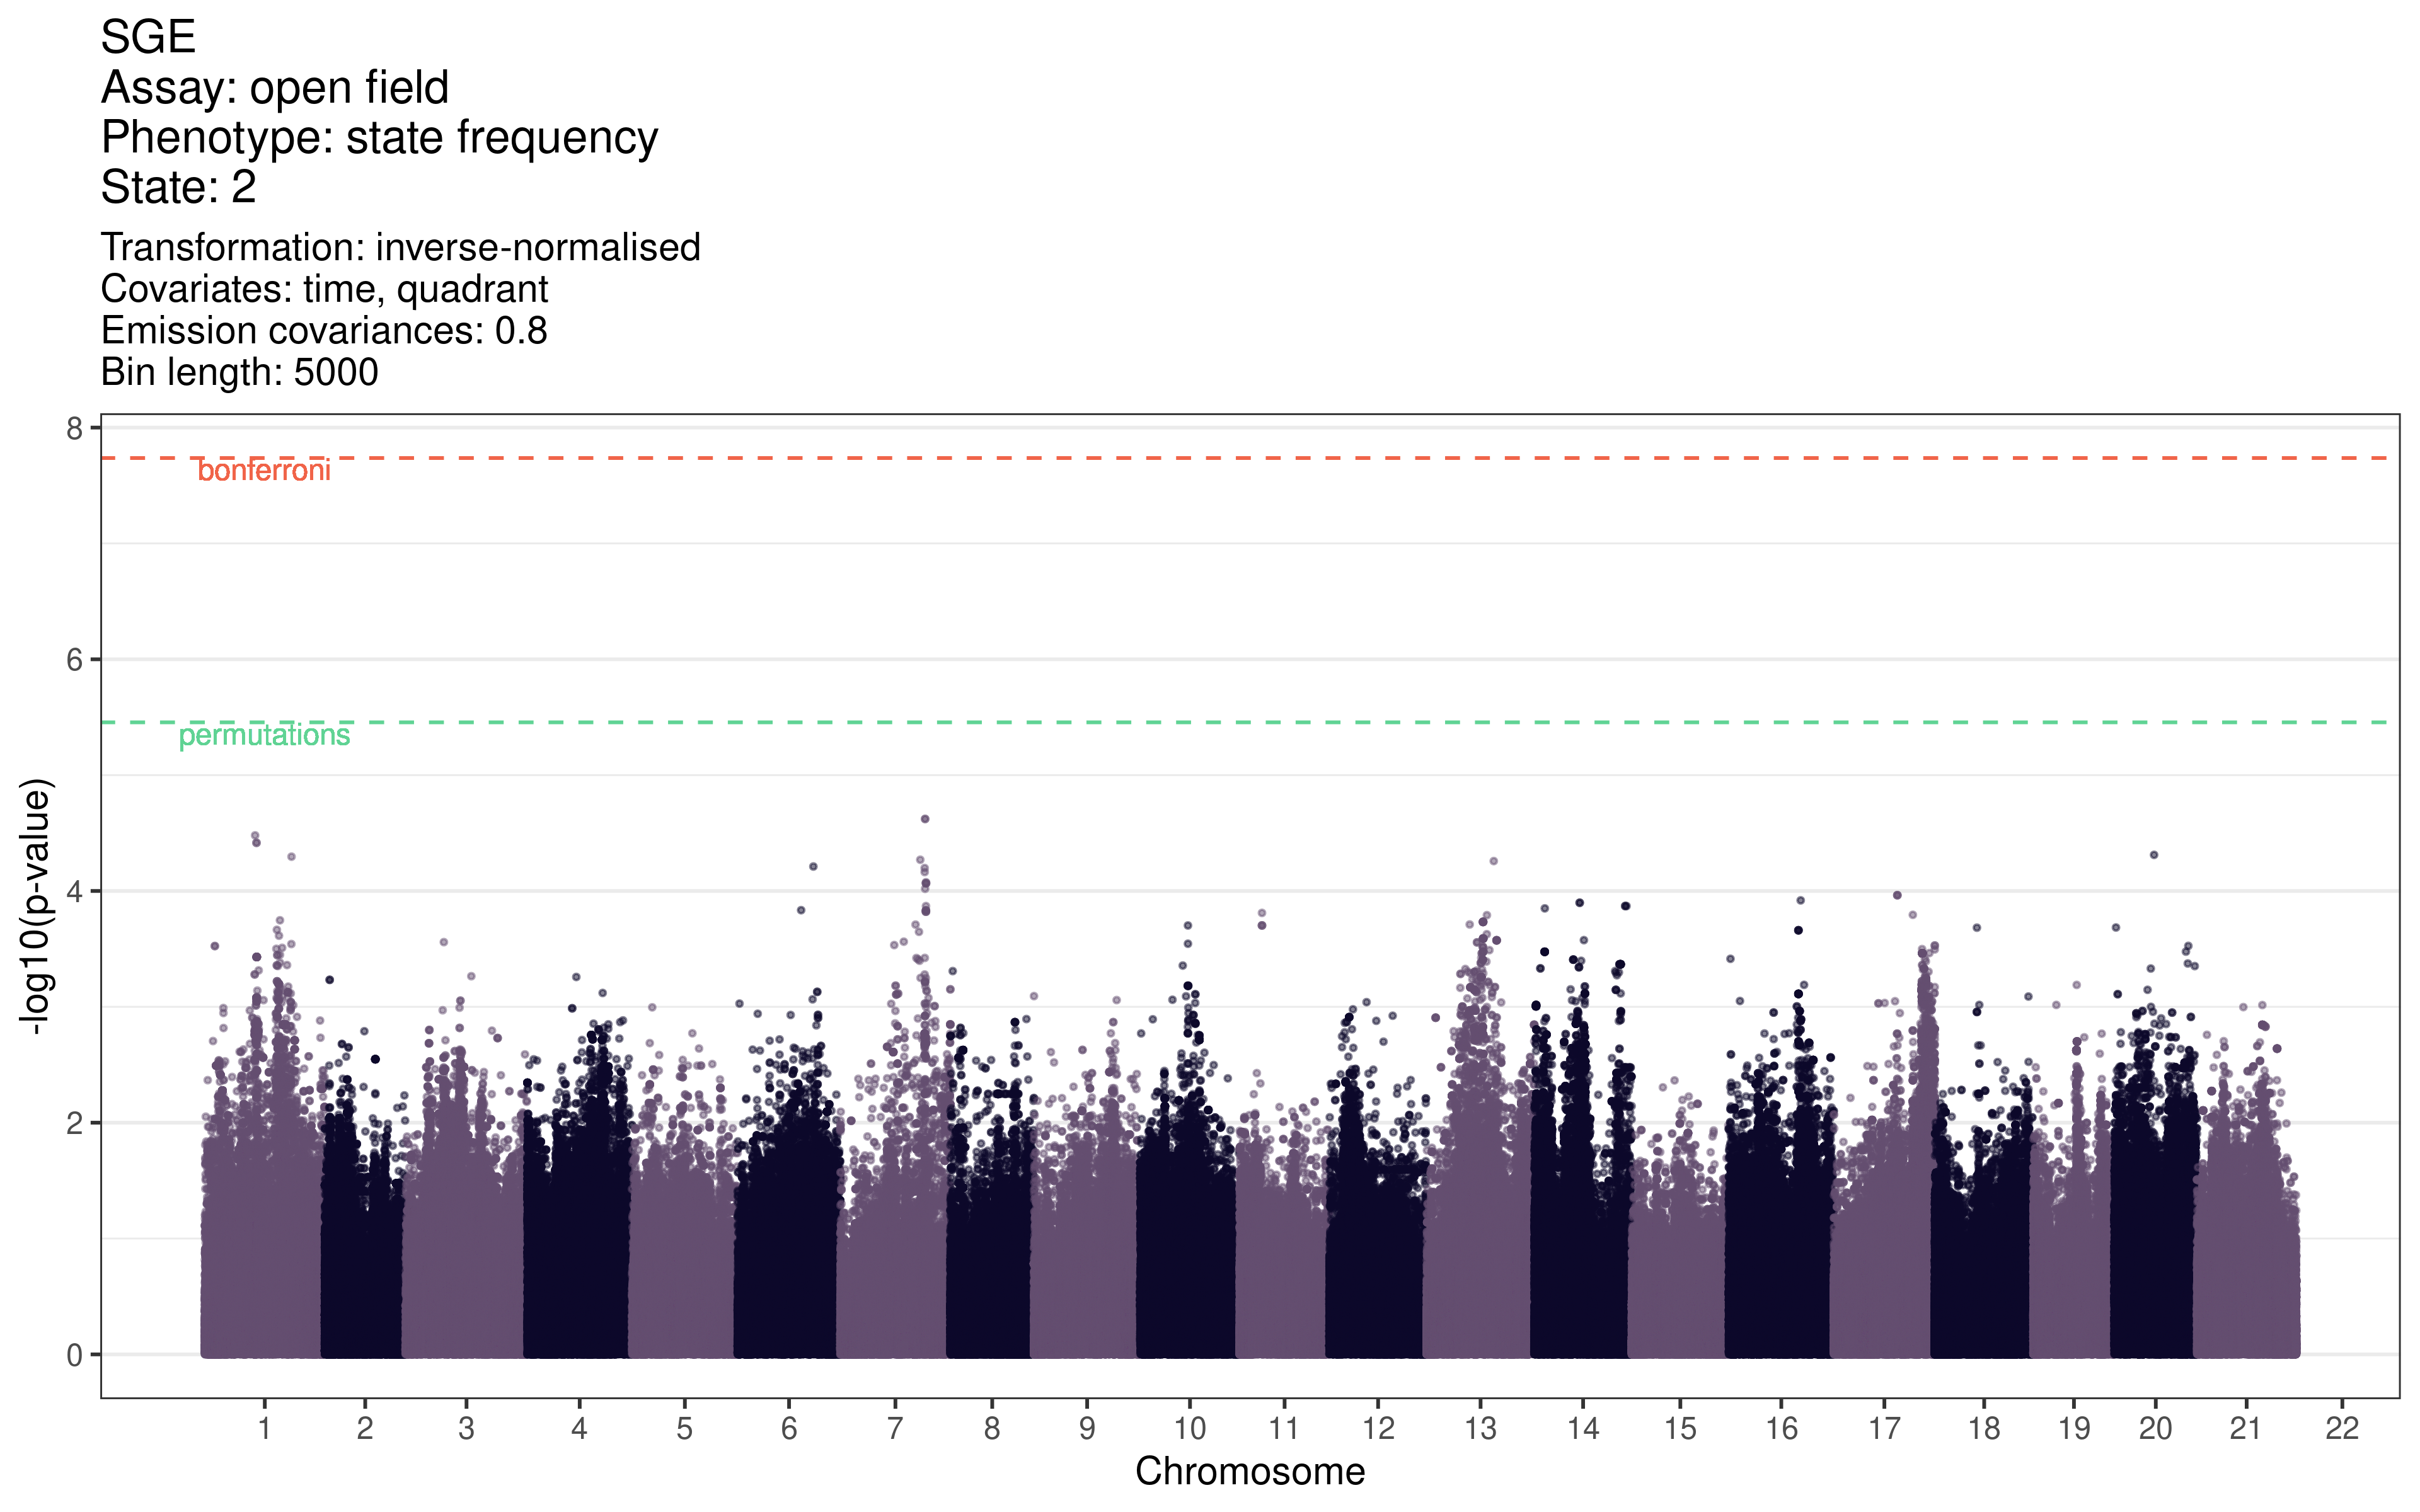 SGE
Assay: open field
Phenotype: state frequency
State: 2
Transformation: inverse-normalised
Covariates: time, quadrant
Emission covariances: 0.8
Bin length: 5000
8
bonferroni
6
permutations
4
2
0
-log10(p-value)
1 2 3 4 5 6 7 8 9 10 11 12 13 14 15 16 17 18 19 20 21 22
Chromosome